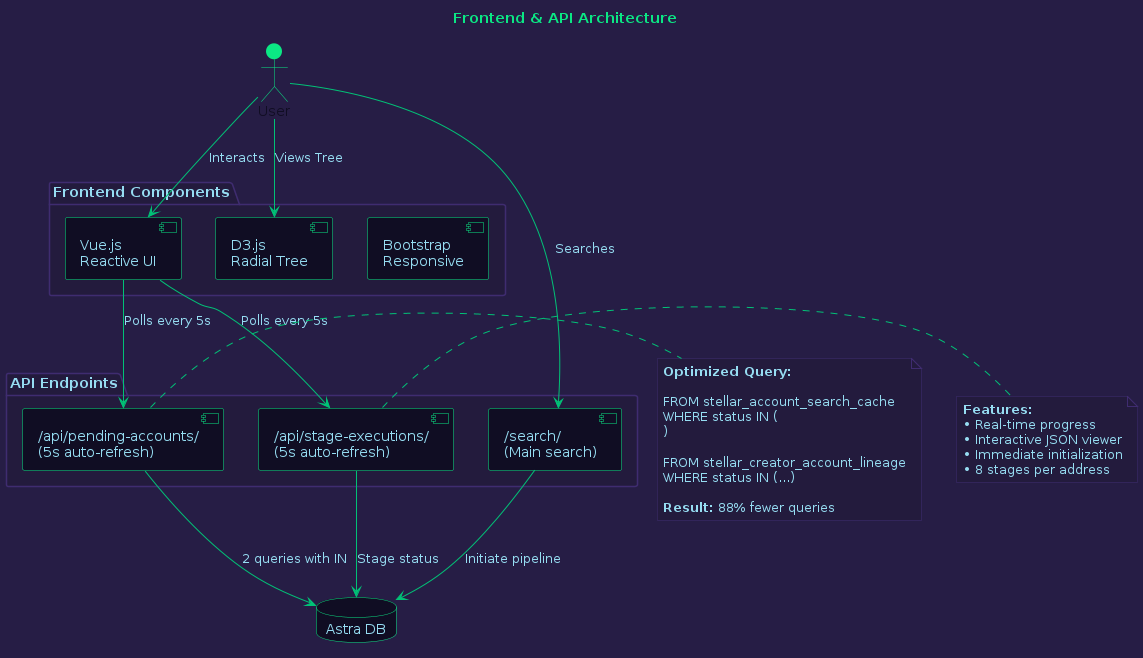 Frontend & API Architecture
User
Interacts
Views Tree
Searches
Frontend Components
Vue.js
Reactive UI
D3.js
Radial Tree
Bootstrap
Responsive
Polls every 5s
Polls every 5s
API Endpoints
/api/pending-accounts/
(5s auto-refresh)
/api/stage-executions/
(5s auto-refresh)
/search/
(Main search)
Optimized Query:
FROM stellar_account_search_cache
WHERE status IN (
)
FROM stellar_creator_account_lineage
WHERE status IN (...)
Result: 88% fewer queries
Features:
• Real-time progress
• Interactive JSON viewer
• Immediate initialization
• 8 stages per address
2 queries with IN
Stage status
Initiate pipeline
Astra DB